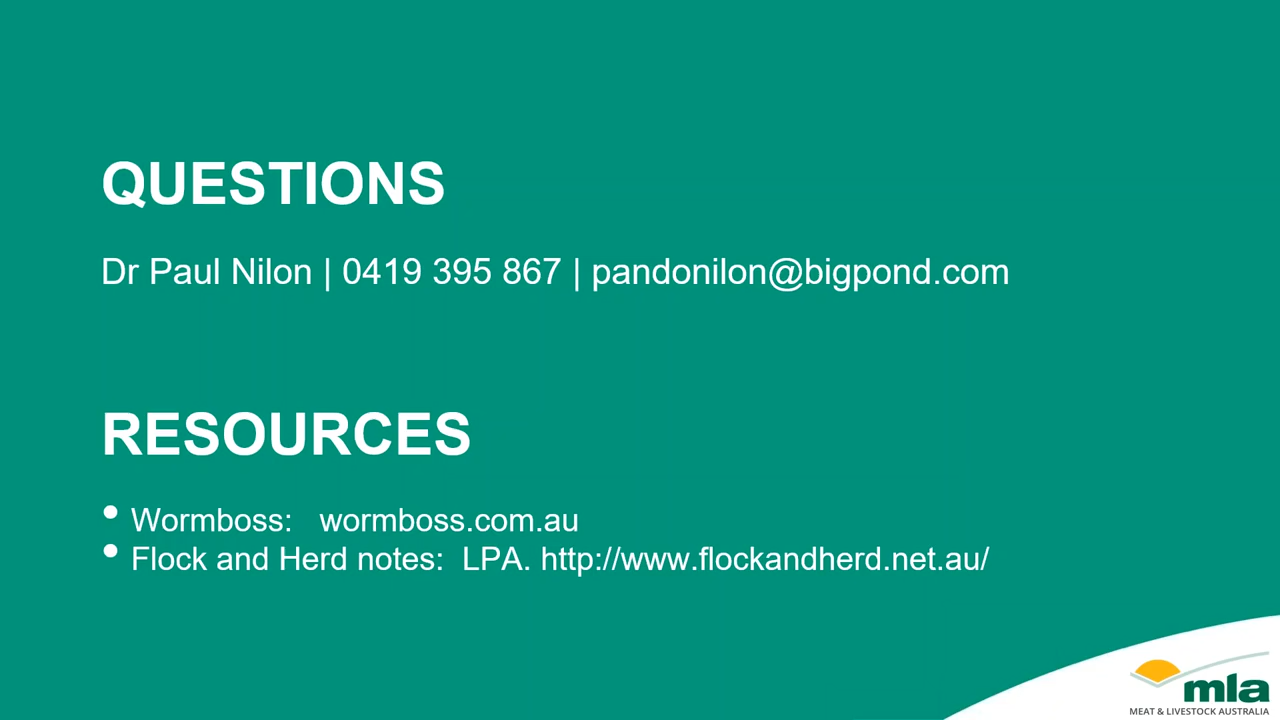 QUESTIONS
Dr Paul Nilon | 0419 395 867 | pandonilon@bigpond.com
RESOURCES
• Wormboss: wormboss.com.au
• Flock and Herd notes: LPA. http://www.flockandherd.net.au/
mla
MEAT & LIVESTOCK AUSTRALIA